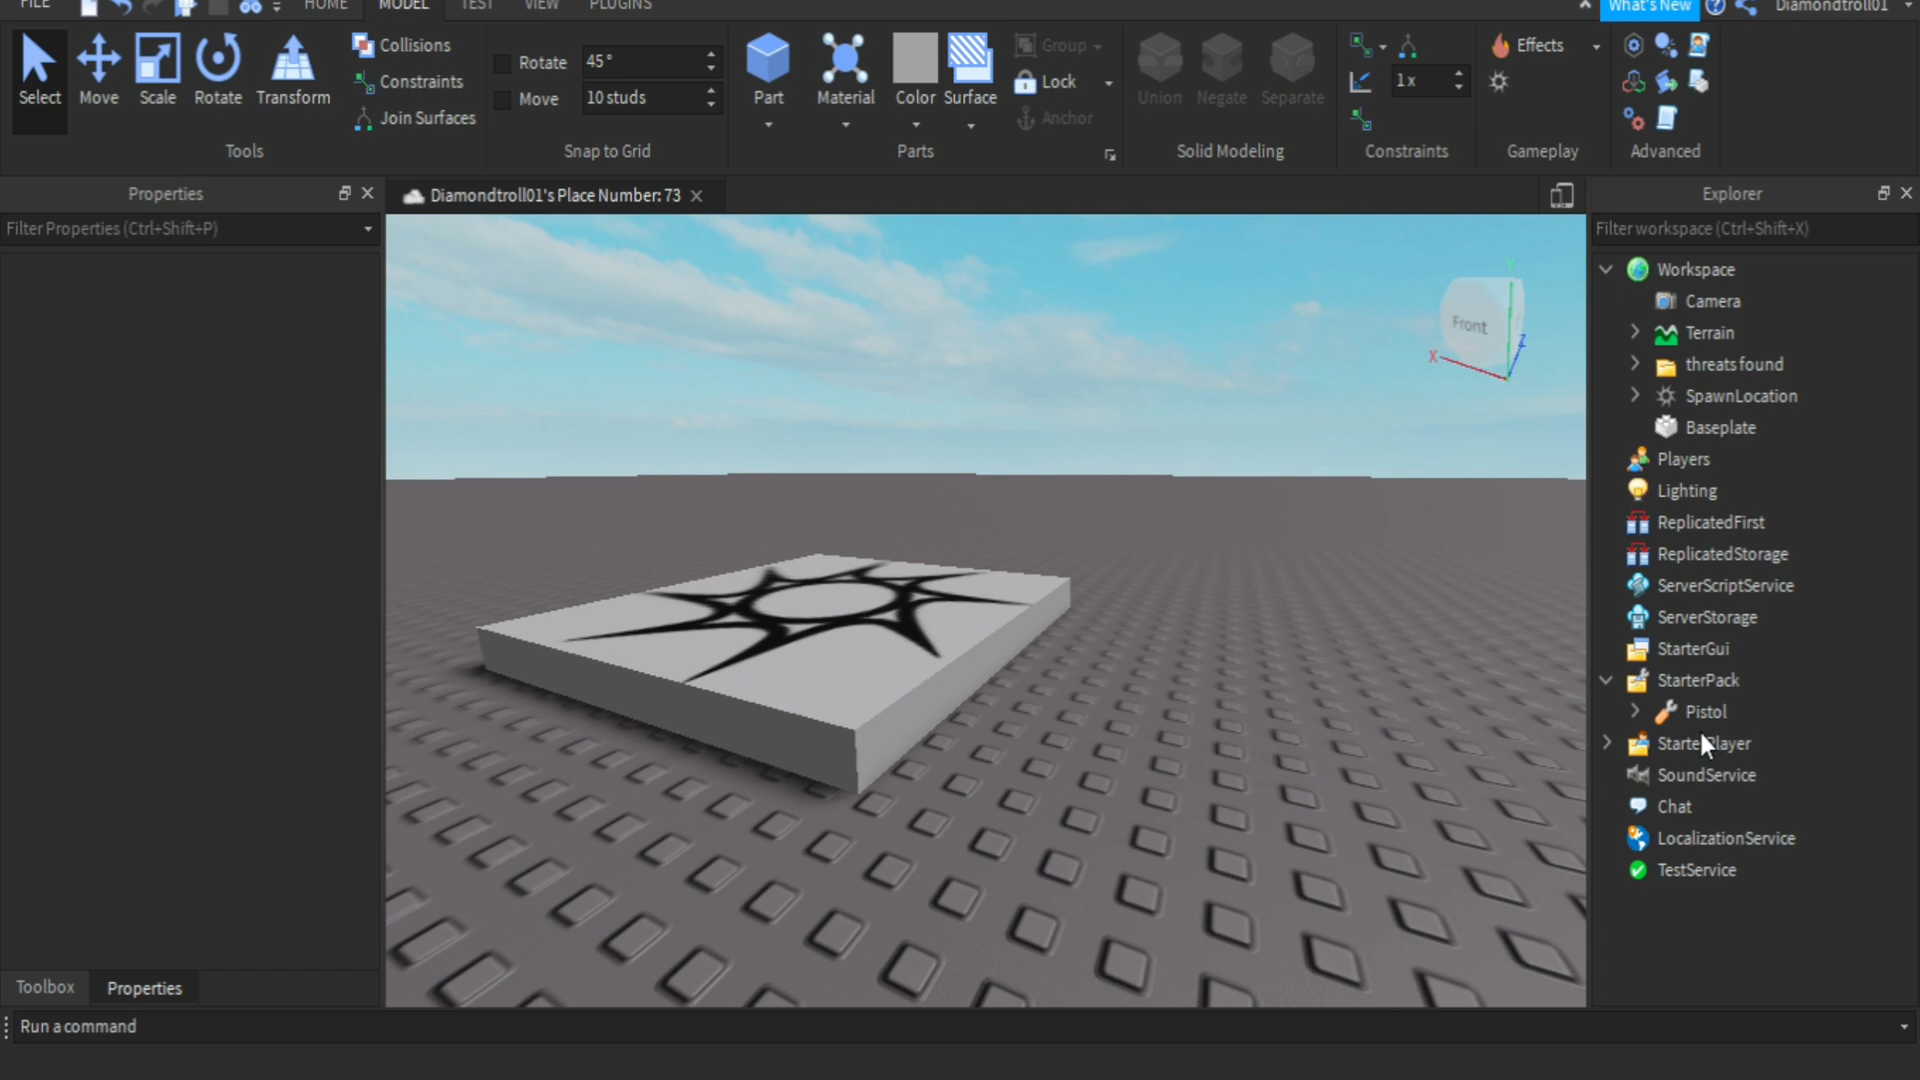 FILE HOME MODEL TEST VIEW PLUGINS What's New Diamondtroll01
Select Move Scale Rotate Transform
Collisions
Constraints
Join Surfaces
Tools
Rotate 45°
Move 10 studs
Snap to Grid
Part Material Color Surface
Group
Lock
Anchor
Parts
Union Negate Separate
Solid Modeling
1x
Constraints
Effects
Gameplay
Advanced
Properties
Filter Properties (Ctrl+Shift+P)
Toolbox Properties
Diamondtroll01's Place Number: 73
Front
X
Y
Z
Explorer
Filter workspace (Ctrl+Shift+X)
Workspace
Camera
Terrain
threats found
SpawnLocation
Baseplate
Players
Lighting
ReplicatedFirst
ReplicatedStorage
ServerScriptService
ServerStorage
StarterGui
StarterPack
Pistol
StarterPlayer
SoundService
Chat
LocalizationService
TestService
Run a command